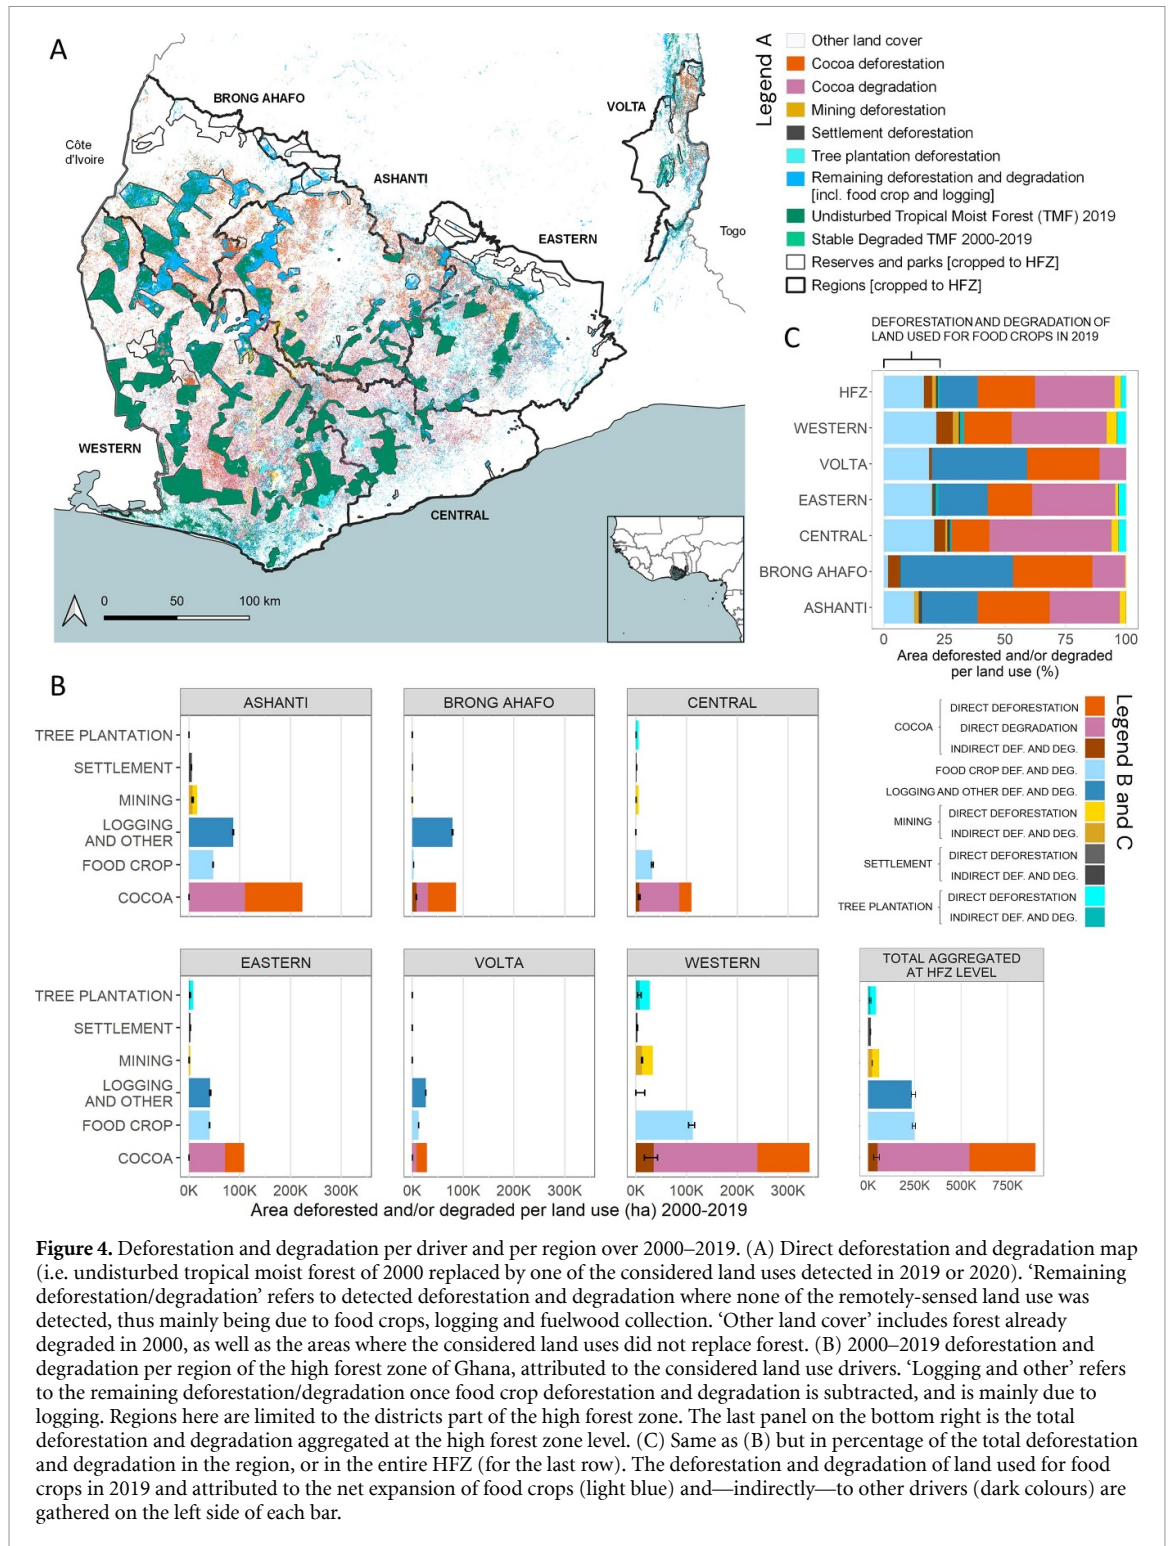 A
BRONG AHAFO
VOLTA
Côte
d'Ivoire
ASHANTI
EASTERN
Togo
WESTERN
CENTRAL
0 50 100 km
Legend A
Other land cover
Cocoa deforestation
Cocoa degradation
Mining deforestation
Settlement deforestation
Tree plantation deforestation
Remaining deforestation and degradation
[incl. food crop and logging]
Undisturbed Tropical Moist Forest (TMF) 2019
Stable Degraded TMF 2000-2019
Reserves and parks [cropped to HFZ]
Regions [cropped to HFZ]
C
DEFORESTATION AND DEGRADATION OF
LAND USED FOR FOOD CROPS IN 2019
HFZ
WESTERN
VOLTA
EASTERN
CENTRAL
BRONG AHAFO
ASHANTI
0 25 50 75 100
Area deforested and/or degraded
per land use (%)
B
ASHANTI BRONG AHAFO CENTRAL
TREE PLANTATION
SETTLEMENT
MINING
LOGGING
AND OTHER
FOOD CROP
COCOA
Legend B and C
COCOA
DIRECT DEFORESTATION
DIRECT DEGRADATION
INDIRECT DEF. AND DEG.
FOOD CROP DEF. AND DEG.
LOGGING AND OTHER DEF. AND DEG.
MINING
DIRECT DEFORESTATION
INDIRECT DEF. AND DEG.
SETTLEMENT
DIRECT DEFORESTATION
INDIRECT DEF. AND DEG.
TREE PLANTATION
DIRECT DEFORESTATION
INDIRECT DEF. AND DEG.
EASTERN VOLTA WESTERN
TOTAL AGGREGATED
AT HFZ LEVEL
TREE PLANTATION
SETTLEMENT
MINING
LOGGING
AND OTHER
FOOD CROP
COCOA
0K 100K 200K 300K 0K 100K 200K 300K 0K 100K 200K 300K
0K 250K 500K 750K
Area deforested and/or degraded per land use (ha) 2000-2019
Figure 4. Deforestation and degradation per driver and per region over 2000–2019. (A) Direct deforestation and degradation map
(i.e. undisturbed tropical moist forest of 2000 replaced by one of the considered land uses detected in 2019 or 2020). ‘Remaining
deforestation/degradation’ refers to detected deforestation and degradation where none of the remotely-sensed land use was
detected, thus mainly being due to food crops, logging and fuelwood collection. ‘Other land cover’ includes forest already
degraded in 2000, as well as the areas where the considered land uses did not replace forest. (B) 2000–2019 deforestation and
degradation per region of the high forest zone of Ghana, attributed to the considered land use drivers. ‘Logging and other’ refers
to the remaining deforestation/degradation once food crop deforestation and degradation is subtracted, and is mainly due to
logging. Regions here are limited to the districts part of the high forest zone. The last panel on the bottom right is the total
deforestation and degradation aggregated at the high forest zone level. (C) Same as (B) but in percentage of the total deforestation
and degradation in the region, or in the entire HFZ (for the last row). The deforestation and degradation of land used for food
crops in 2019 and attributed to the net expansion of food crops (light blue) and—indirectly—to other drivers (dark colours) are
gathered on the left side of each bar.